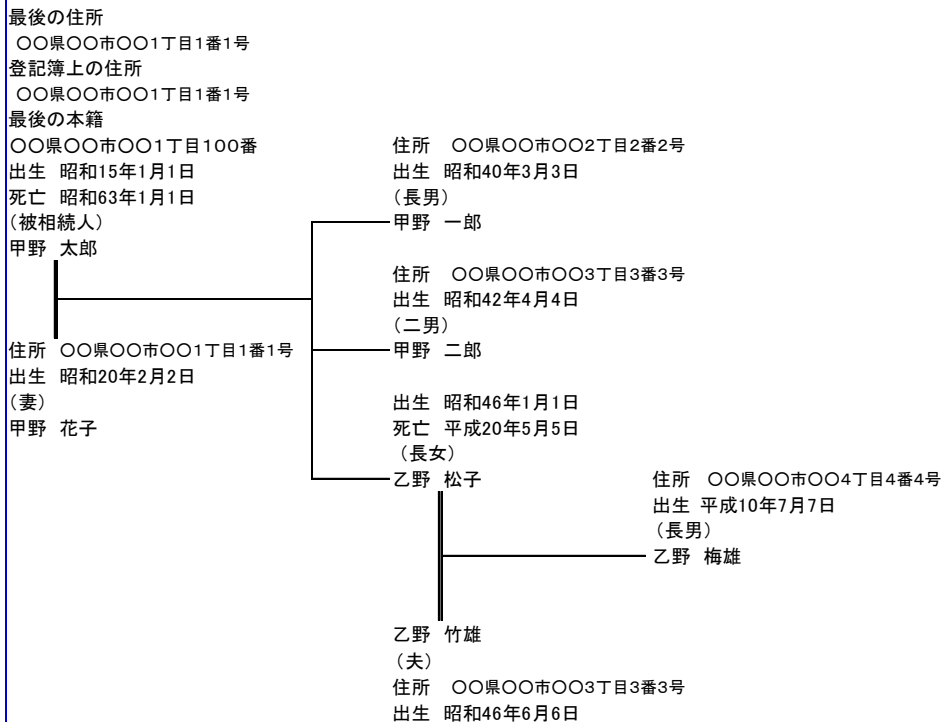 最後の住所
〇〇県〇〇市〇〇1丁目1番1号
登記簿上の住所
〇〇県〇〇市〇〇1丁目1番1号
最後の本籍
〇〇県〇〇市〇〇1丁目100番
出生 昭和15年1月1日
死亡 昭和63年1月1日
(被相続人)
甲野 太郎
住所 〇〇県〇〇市〇〇1丁目1番1号
出生 昭和20年2月2日
(妻)
甲野 花子
住所 〇〇県〇〇市〇〇2丁目2番2号
出生 昭和40年3月3日
(長男)
甲野 一郎
住所 〇〇県〇〇市〇〇3丁目3番3号
出生 昭和42年4月4日
(二男)
甲野 二郎
出生 昭和46年1月1日
死亡 平成20年5月5日
(長女)
乙野 松子
乙野 竹雄
(夫)
住所 〇〇県〇〇市〇〇3丁目3番3号
出生 昭和46年6月6日
住所 〇〇県〇〇市〇〇4丁目4番4号
出生 平成10年7月7日
(長男)
乙野 梅雄